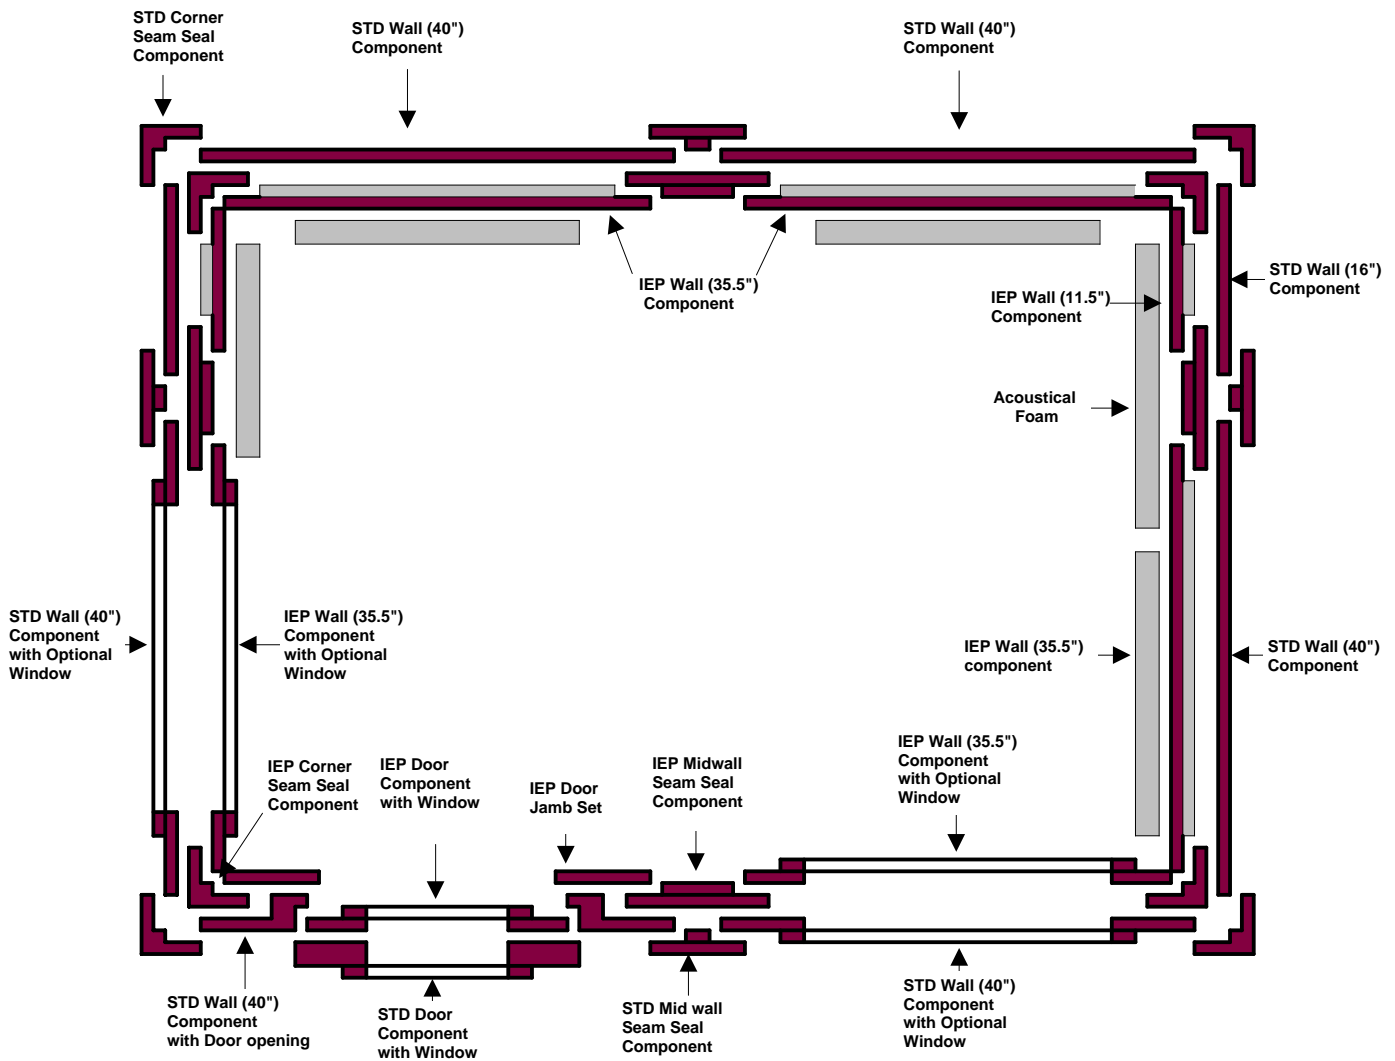 STD Corner
Seam Seal
Component
STD Wall (40")
Component
STD Wall (40")
Component
IEP Wall (35.5")
Component
IEP Wall (11.5")
Component
STD Wall (16")
Component
Acoustical
Foam
STD Wall (40")
Component
with Optional
Window
IEP Wall (35.5")
Component
with Optional
Window
IEP Wall (35.5")
component
STD Wall (40")
Component
IEP Corner
Seam Seal
Component
IEP Door
Component
with Window
IEP Door
Jamb Set
IEP Midwall
Seam Seal
Component
IEP Wall (35.5")
Component
with Optional
Window
STD Wall (40")
Component
with Door opening
STD Door
Component
with Window
STD Mid wall
Seam Seal
Component
STD Wall (40")
Component
with Optional
Window